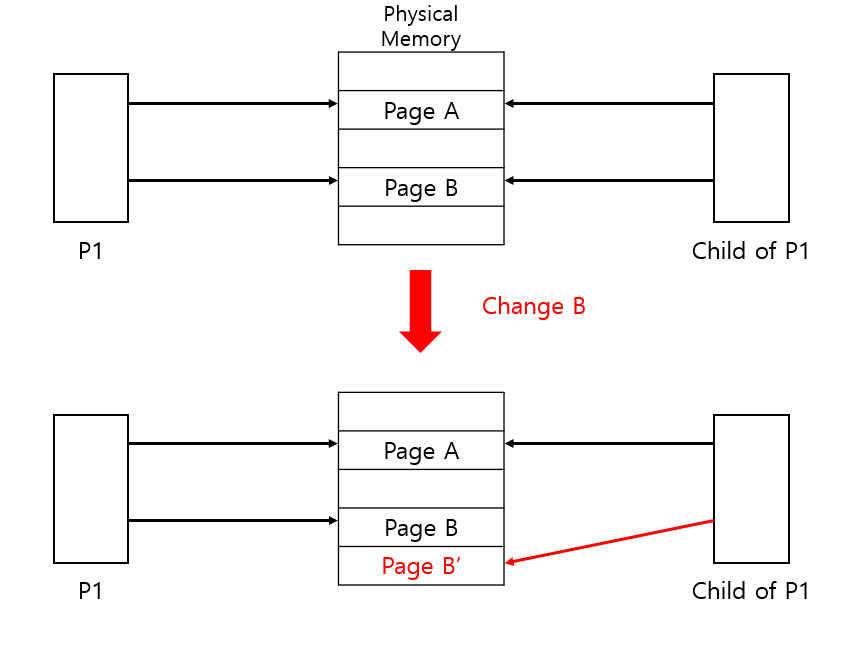 Physical
Memory
Page A
Page B
P1
Child of P1
Change B
Page A
Page B
Page B′
P1
Child of P1